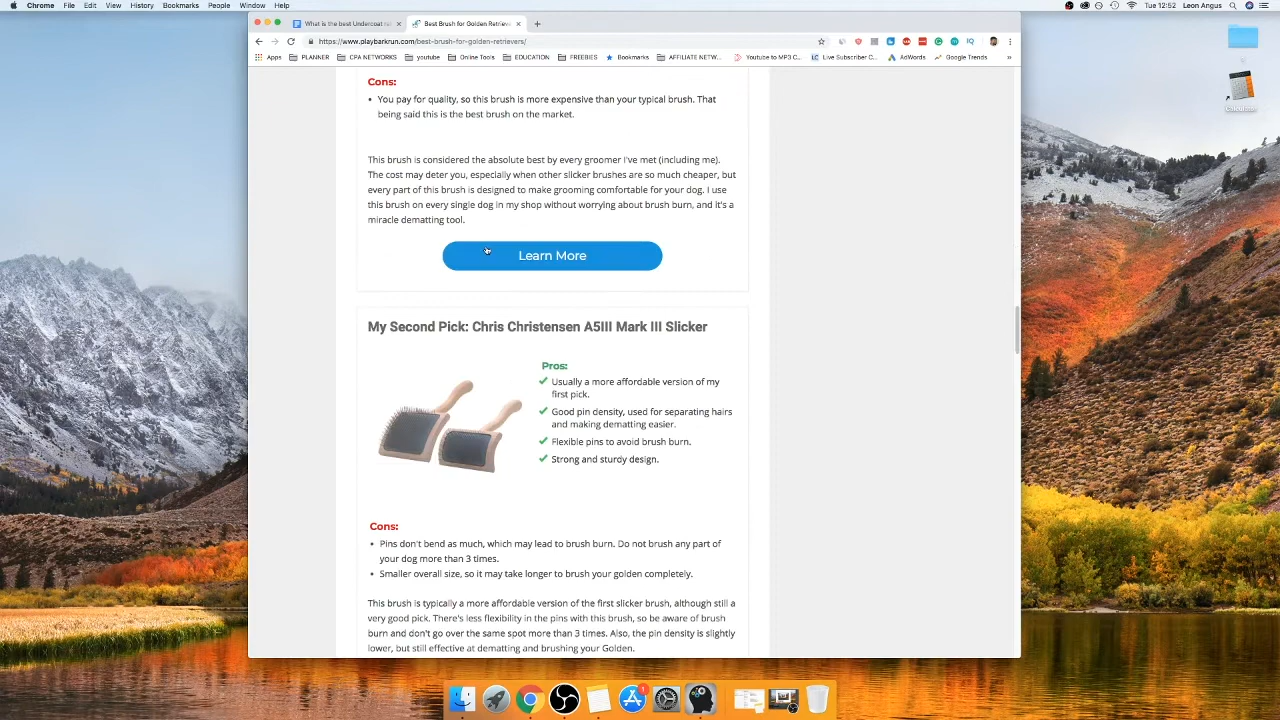 Chrome File Edit View History Bookmarks People Window Help
Tue 12:52 Leon Angus
What is the best Undercoat
Best Brush for Golden Retriev
https://www.playbarkrun.com/best-brush-for-golden-retrievers/
Apps PLANNER CPA NETWORKS youtube Online Tools EDUCATION FREEBIES Bookmarks AFFILIATE NETW... Youtube to MP3 C... Live Subscriber C... AdWords Google Trends »
Cons:
• You pay for quality, so this brush is more expensive than your typical brush. That
being said this is the best brush on the market.
This brush is considered the absolute best by every groomer I've met (including me).
The cost may deter you, especially when other slicker brushes are so much cheaper, but
every part of this brush is designed to make grooming comfortable for your dog. I use
this brush on every single dog in my shop without worrying about brush burn, and it's a
miracle dematting tool.
Learn More
My Second Pick: Chris Christensen A5III Mark III Slicker
Pros:
Usually a more affordable version of my
first pick.
Good pin density, used for separating hairs
and making dematting easier.
Flexible pins to avoid brush burn.
Strong and sturdy design.
Cons:
• Pins don't bend as much, which may lead to brush burn. Do not brush any part of
your dog more than 3 times.
• Smaller overall size, so it may take longer to brush your golden completely.
This brush is typically a more affordable version of the first slicker brush, although still a
very good pick. There's less flexibility in the pins with this brush, so be aware of brush
burn and don't go over the same spot more than 3 times. Also, the pin density is slightly
lower, but still effective at dematting and brushing your Golden.